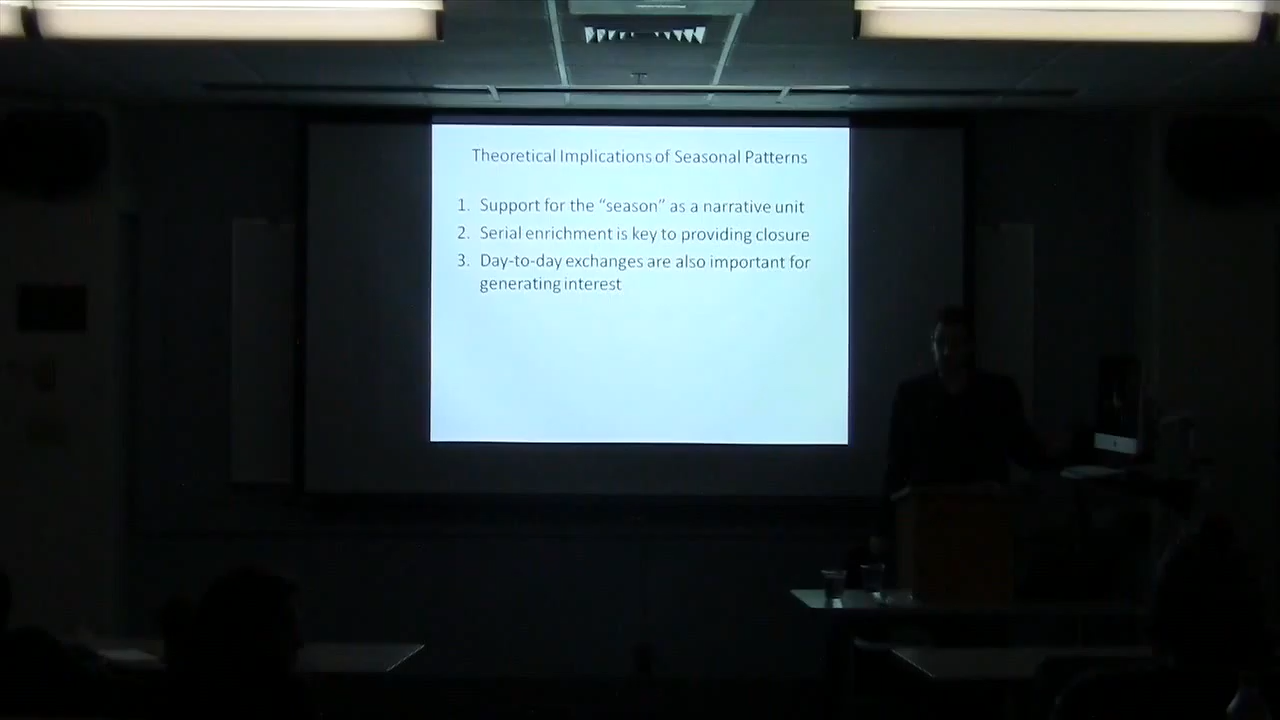 Theoretical Implications of Seasonal Patterns
1. Support for the “season” as a narrative unit
2. Serial enrichment is key to providing closure
3. Day-to-day exchanges are also important for
generating interest